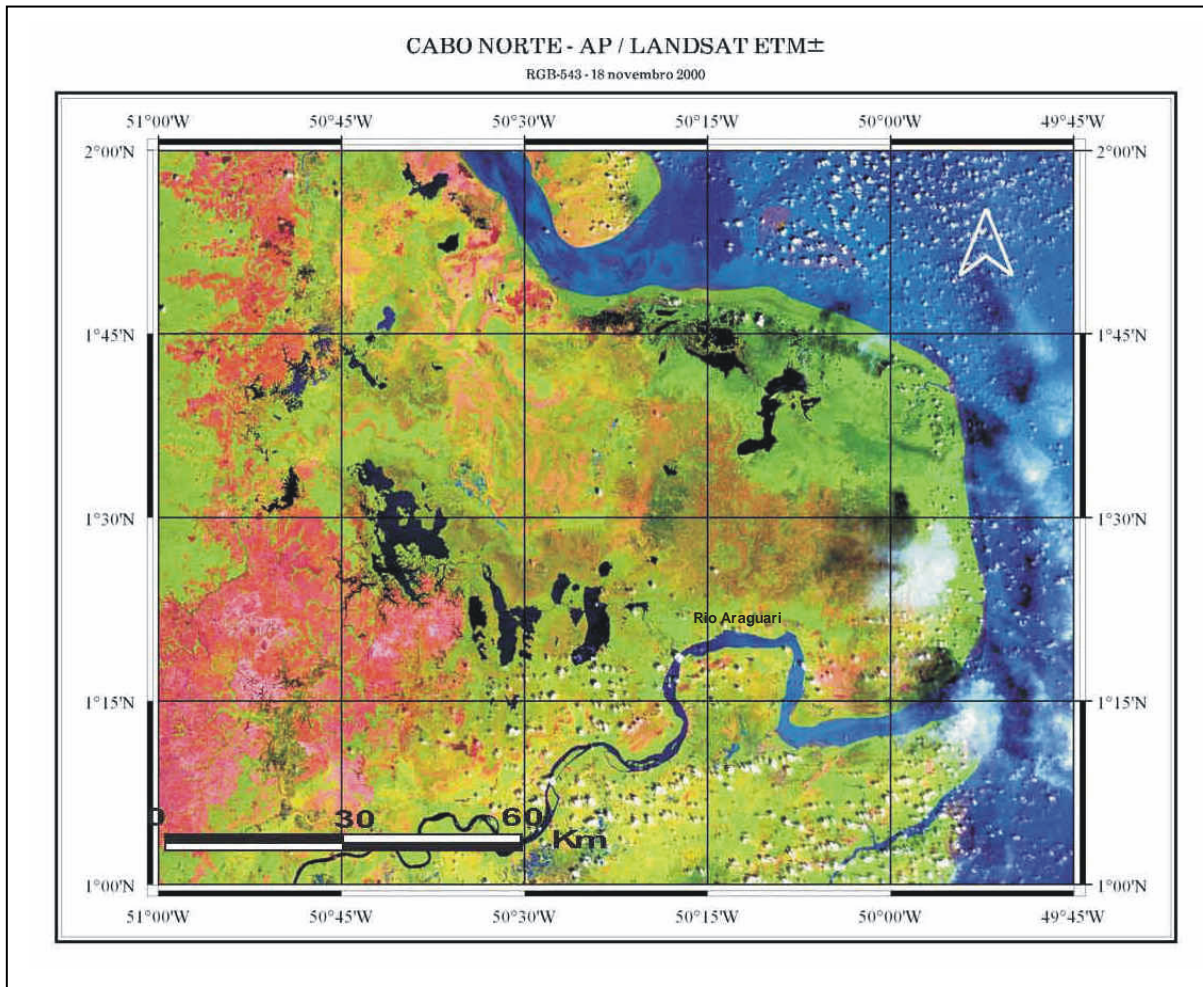 CABO NORTE - AP / LANDSAT ETM±
RGB-543 - 18 novembro 2000
51°00'W 50°45'W 50°30'W 50°15'W 50°00'W 49°45'W
2°00'N 2°00'N
1°45'N 1°45'N
1°30'N 1°30'N
Rio Araguari
1°15'N 1°15'N
0 30 60 Km
1°00'N 1°00'N
51°00'W 50°45'W 50°30'W 50°15'W 50°00'W 49°45'W